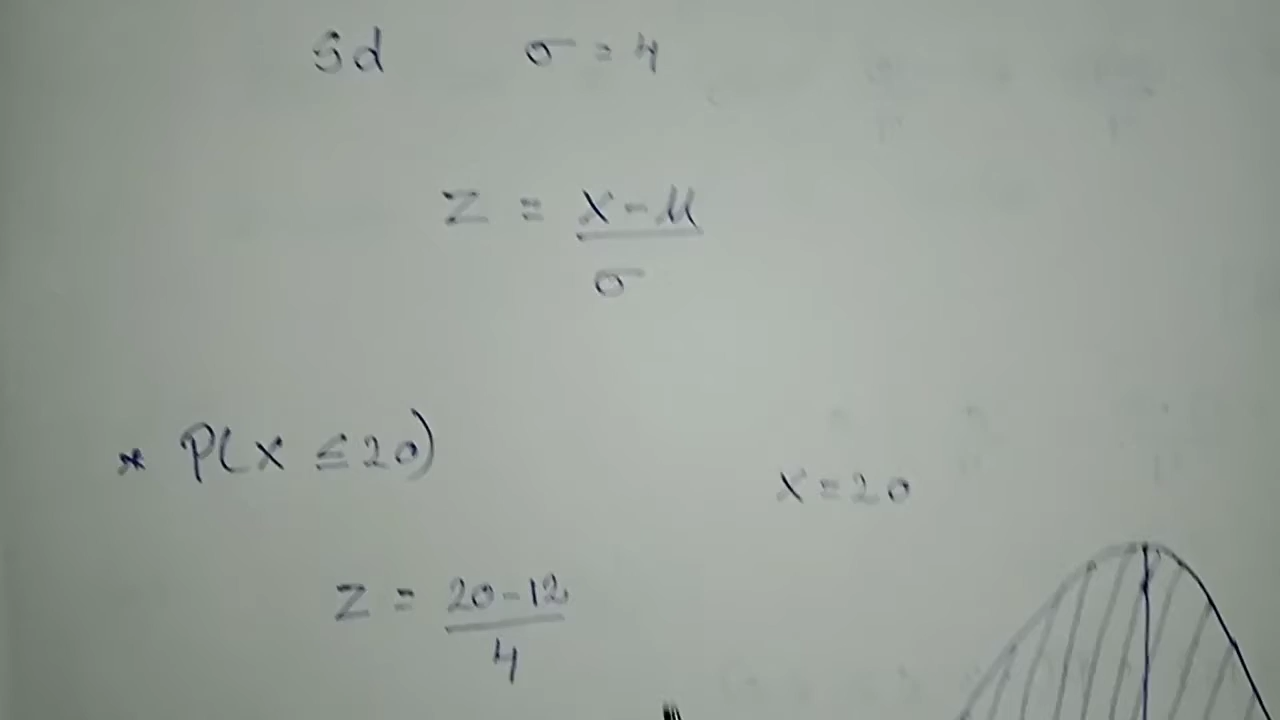 Sd σ = 4
Z = X - μ
σ
* P(X ≤ 20)
X = 20
Z = 20 - 12
4